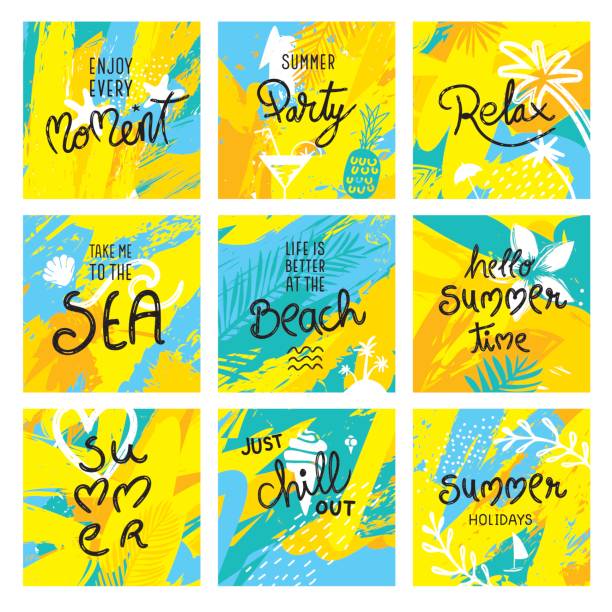 ENJOY
EVERY
MOMENT
SUMMER
Party
Relax
TAKE ME
TO THE
SEA
LIFE IS
BETTER
AT THE
Beach
hello
summer
time
su
mm
er
JUST
chill
OUT
summer
HOLIDAYS